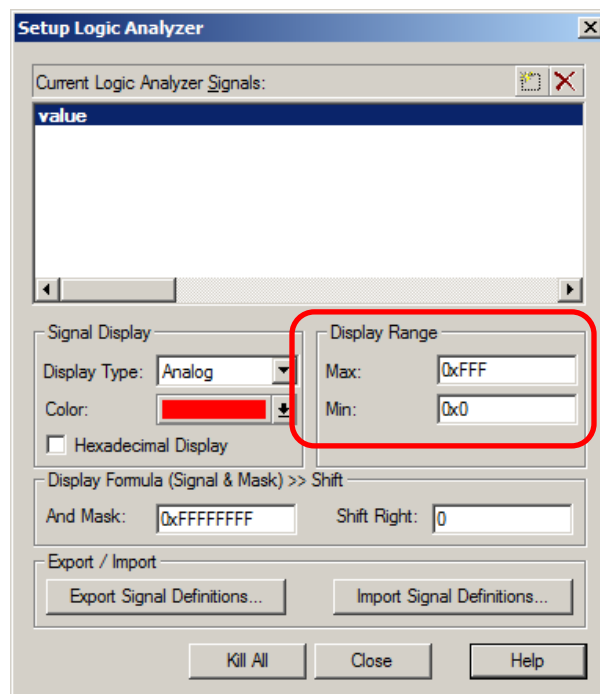 Setup Logic Analyzer
Current Logic Analyzer Signals:
value
Signal Display
Display Type: Analog
Color:
Hexadecimal Display
Display Range
Max: 0xFFF
Min: 0x0
Display Formula (Signal & Mask) >> Shift
And Mask: 0xFFFFFFFF Shift Right: 0
Export / Import
Export Signal Definitions... Import Signal Definitions...
Kill All Close Help